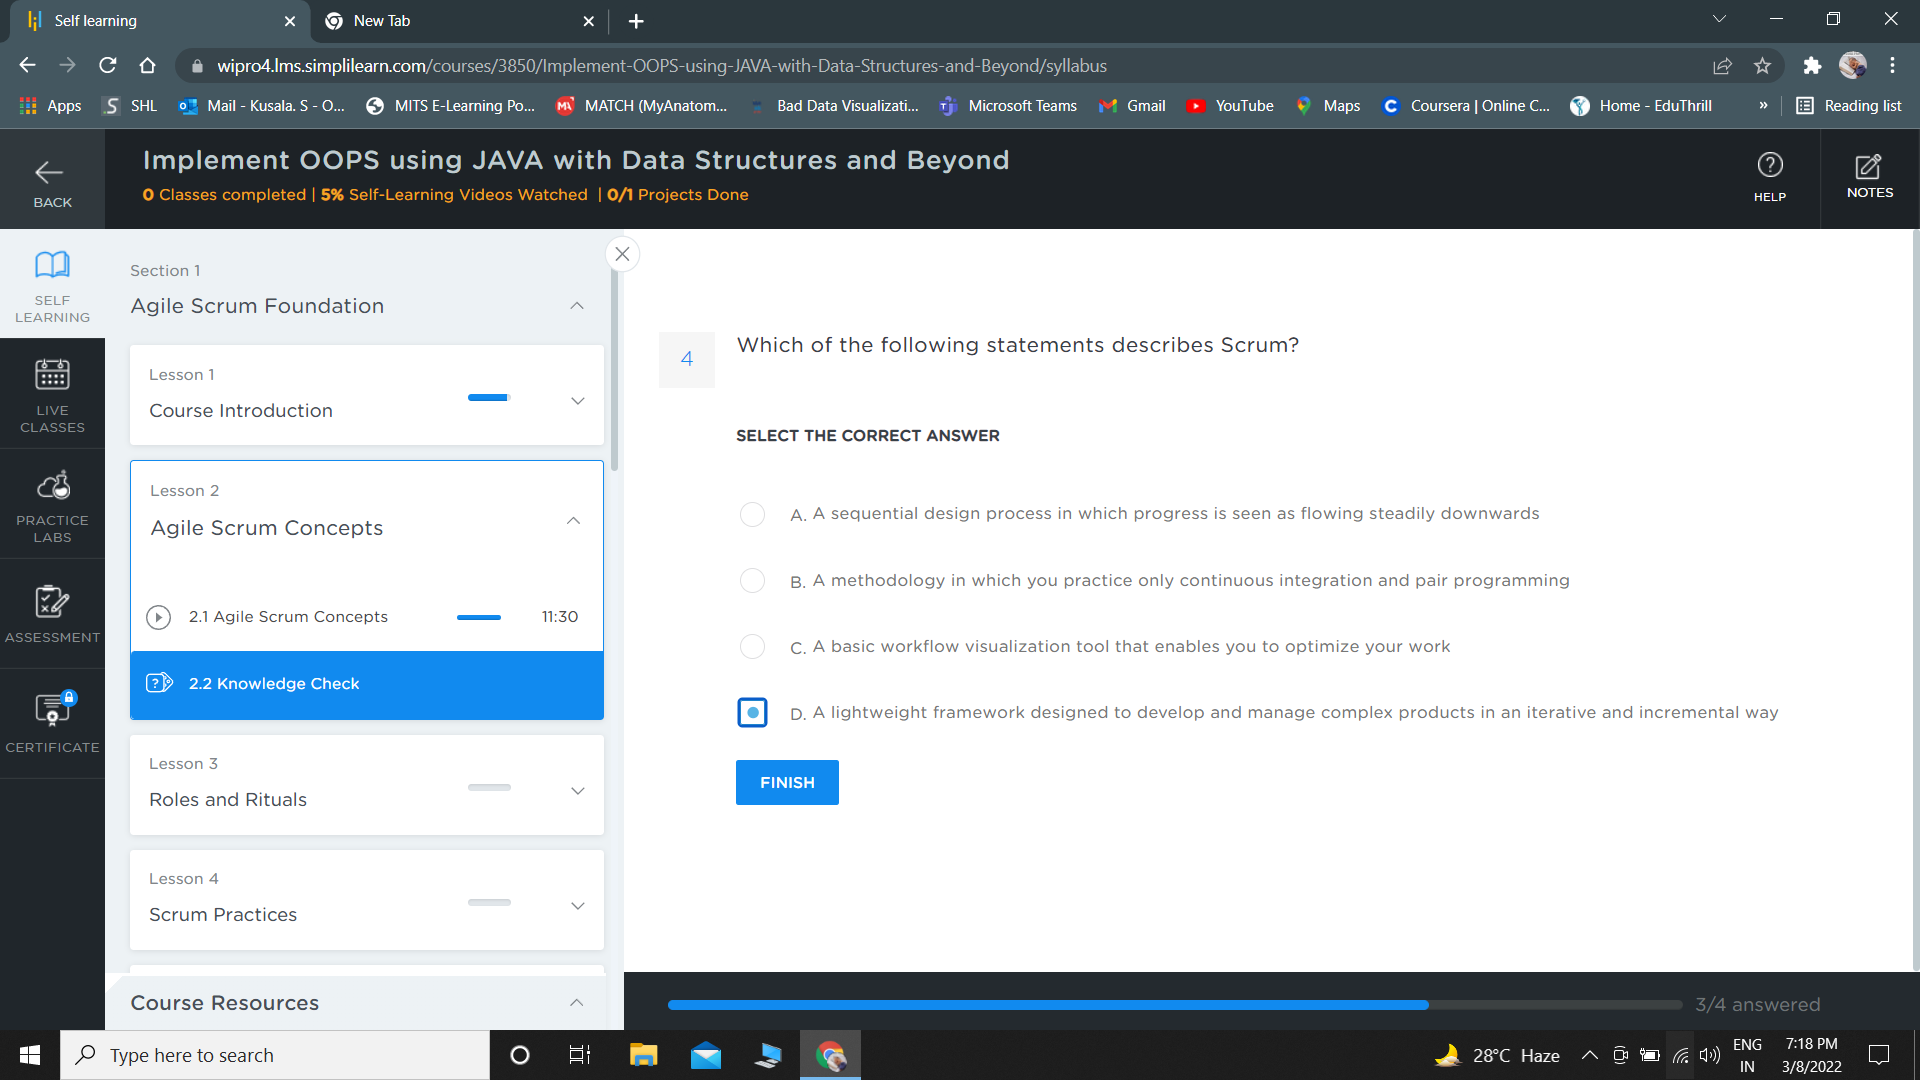 Self learning
New Tab
wipro4.lms.simplilearn.com/courses/3850/Implement-OOPS-using-JAVA-with-Data-Structures-and-Beyond/syllabus
Apps
SHL
Mail - Kusala. S - O...
MITS E-Learning Po...
MATCH (MyAnatom...
Bad Data Visualizati...
Microsoft Teams
Gmail
YouTube
Maps
Coursera | Online C...
Home - EduThrill
»
Reading list
BACK
Implement OOPS using JAVA with Data Structures and Beyond
0 Classes completed | 5% Self-Learning Videos Watched | 0/1 Projects Done
HELP
NOTES
SELF
LEARNING
LIVE
CLASSES
PRACTICE
LABS
ASSESSMENT
CERTIFICATE
Section 1
Agile Scrum Foundation
Lesson 1
Course Introduction
Lesson 2
Agile Scrum Concepts
2.1 Agile Scrum Concepts
11:30
2.2 Knowledge Check
Lesson 3
Roles and Rituals
Lesson 4
Scrum Practices
Course Resources
4
Which of the following statements describes Scrum?
SELECT THE CORRECT ANSWER
A. A sequential design process in which progress is seen as flowing steadily downwards
B. A methodology in which you practice only continuous integration and pair programming
C. A basic workflow visualization tool that enables you to optimize your work
D. A lightweight framework designed to develop and manage complex products in an iterative and incremental way
FINISH
3/4 answered
Type here to search
28°C Haze
ENG
IN
7:18 PM
3/8/2022